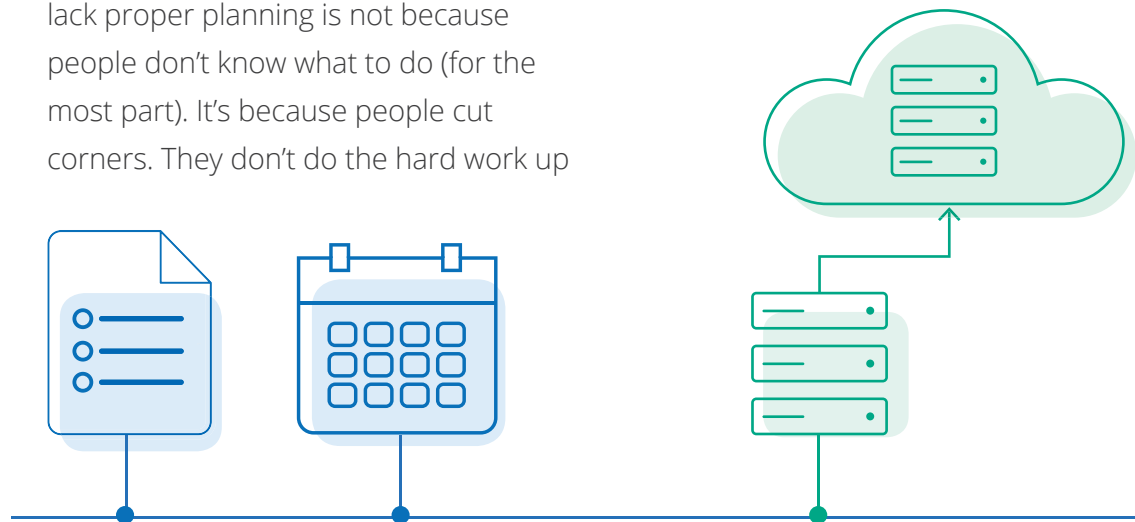 lack proper planning is not because
people don’t know what to do (for the
most part). It’s because people cut
corners. They don’t do the hard work up